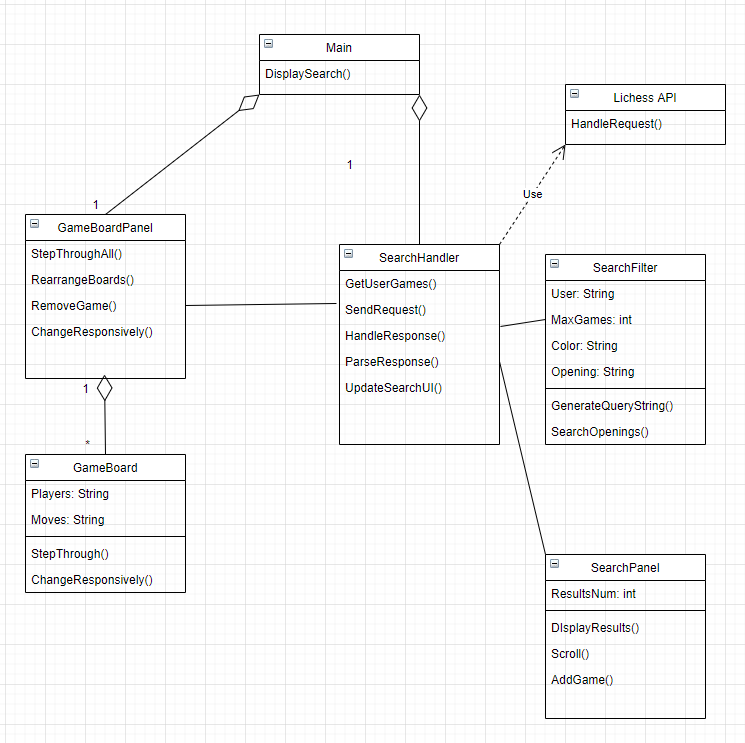 Main
DisplaySearch()
Lichess API
HandleRequest()
1
Use
1
GameBoardPanel
StepThroughAll()
RearrangeBoards()
RemoveGame()
ChangeResponsively()
SearchHandler
GetUserGames()
SendRequest()
HandleResponse()
ParseResponse()
UpdateSearchUI()
SearchFilter
User: String
MaxGames: int
Color: String
Opening: String
GenerateQueryString()
SearchOpenings()
1
*
GameBoard
Players: String
Moves: String
StepThrough()
ChangeResponsively()
SearchPanel
ResultsNum: int
DIsplayResults()
Scroll()
AddGame()